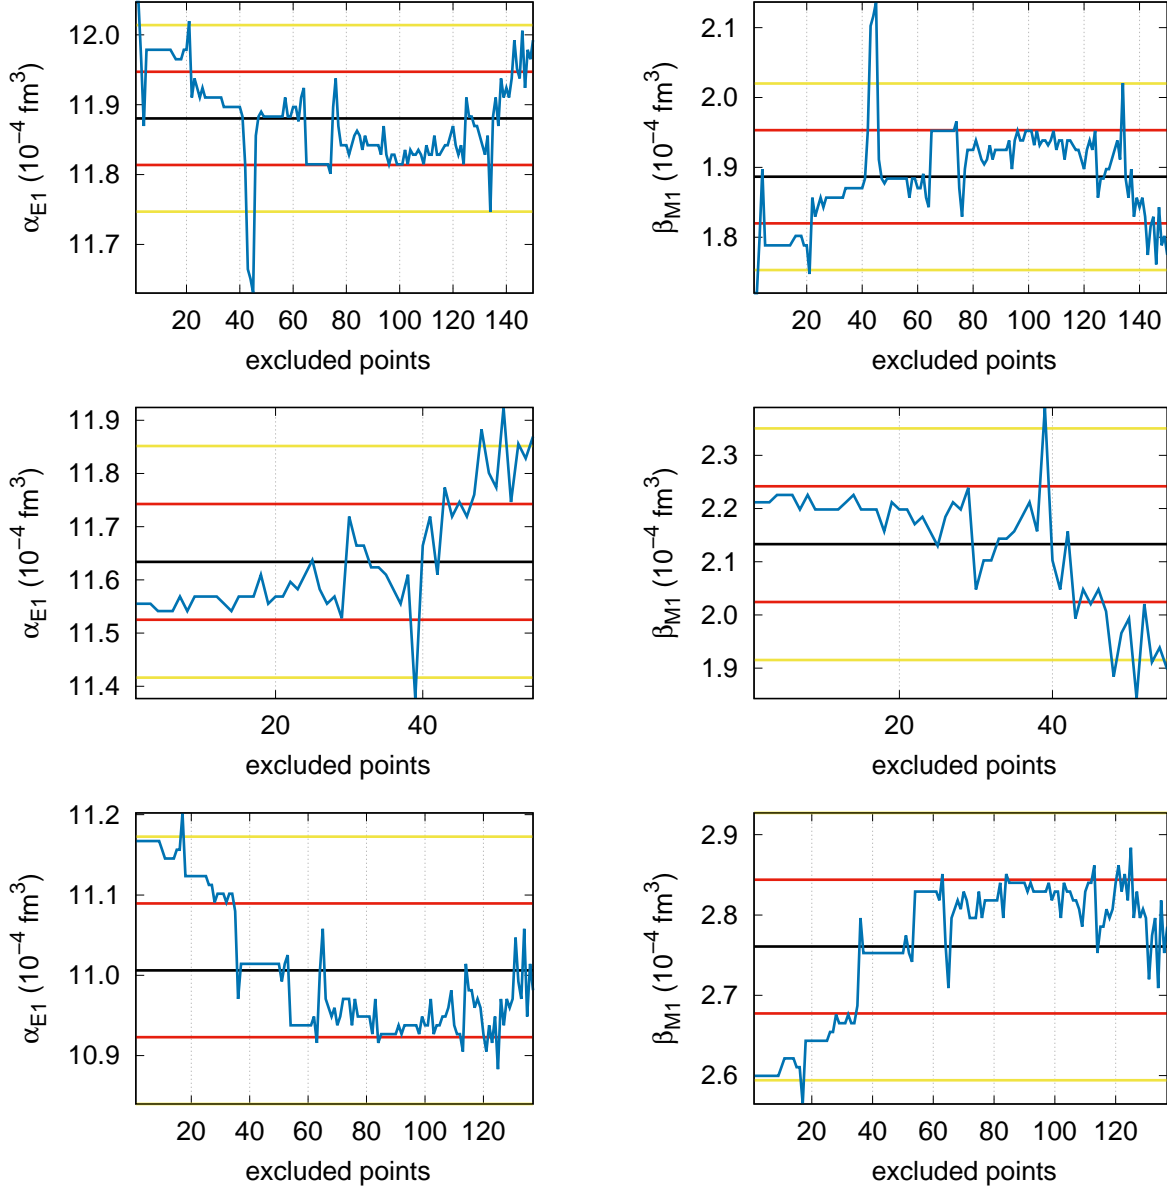 12.0
11.9
11.8
11.7
α_E1 (10⁻⁴ fm³)
20 40 60 80 100 120 140
excluded points
2.1
2.0
1.9
1.8
β_M1 (10⁻⁴ fm³)
20 40 60 80 100 120 140
excluded points
11.9
11.8
11.7
11.6
11.5
11.4
α_E1 (10⁻⁴ fm³)
20 40
excluded points
2.3
2.2
2.1
2.0
1.9
β_M1 (10⁻⁴ fm³)
20 40
excluded points
11.2
11.1
11.0
10.9
α_E1 (10⁻⁴ fm³)
20 40 60 80 100 120
excluded points
2.9
2.8
2.7
2.6
β_M1 (10⁻⁴ fm³)
20 40 60 80 100 120
excluded points